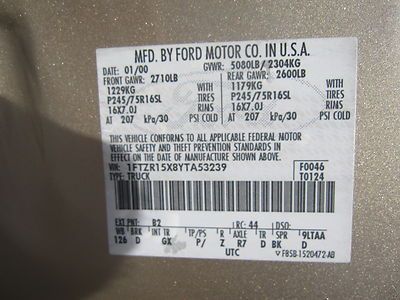 MFD. BY FORD MOTOR CO. IN U.S.A.
DATE: 01/00 GVWR: 5080LB/ 2304KG
FRONT GAWR: 2710LB REAR GAWR: 2600LB
1229KG WITH 1179KG WITH
P245/75R16SL TIRES P245/75R16SL TIRES
16X7.0J RIMS 16X7.0J RIMS
AT 207 kPa/30 PSI COLD AT 207 kPa/30 PSI COLD
THIS VEHICLE CONFORMS TO ALL APPLICABLE FEDERAL MOTOR
VEHICLE SAFETY AND THEFT PREVENTION STANDARDS IN EFFECT
ON THE DATE OF MANUFACTURE SHOWN ABOVE.
VIN: 1FTZR15X8YTA53239 F0046
TYPE: TRUCK T0124
EXT PNT: B2 RC: 44 DSO:
WB BRK INT TR TP/PS R AXLE TR SPR 9LTAA
126 D GX P/ Z R7 D BB D
UTC F85B-1520472-AB